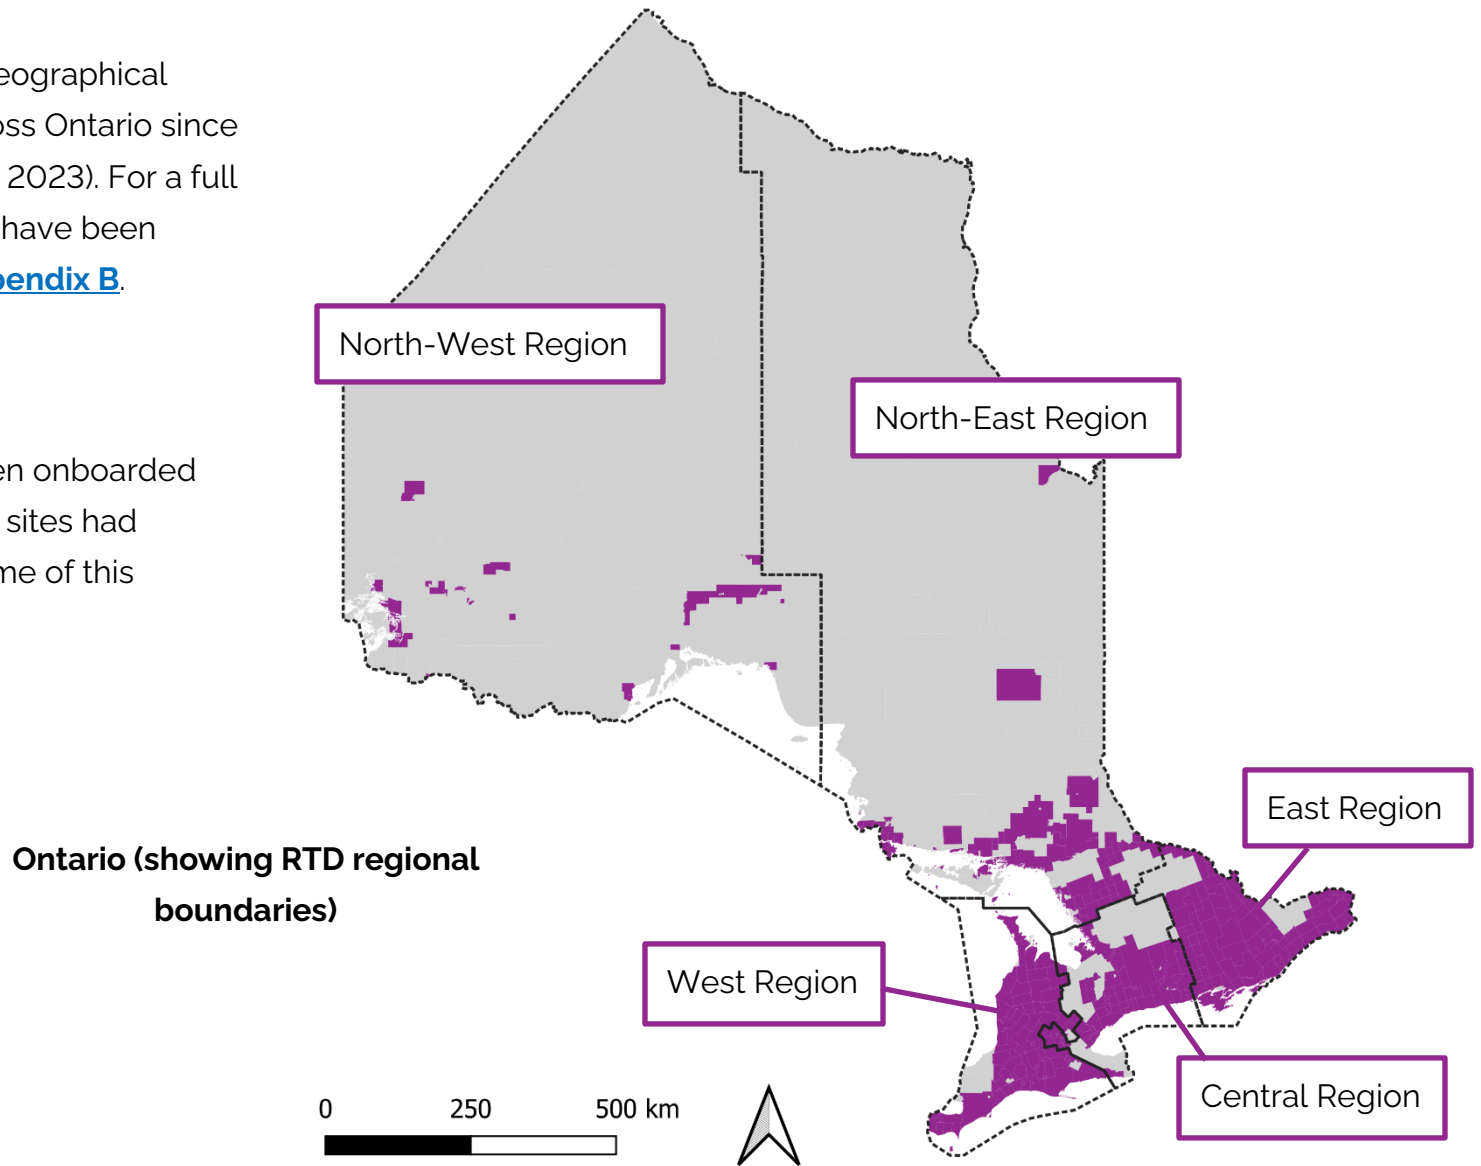 eographical
oss Ontario since
2023). For a full
have been
pendix B.
en onboarded
sites had
me of this
North-West Region
North-East Region
East Region
Ontario (showing RTD regional
boundaries)
West Region
Central Region
0 250 500 km